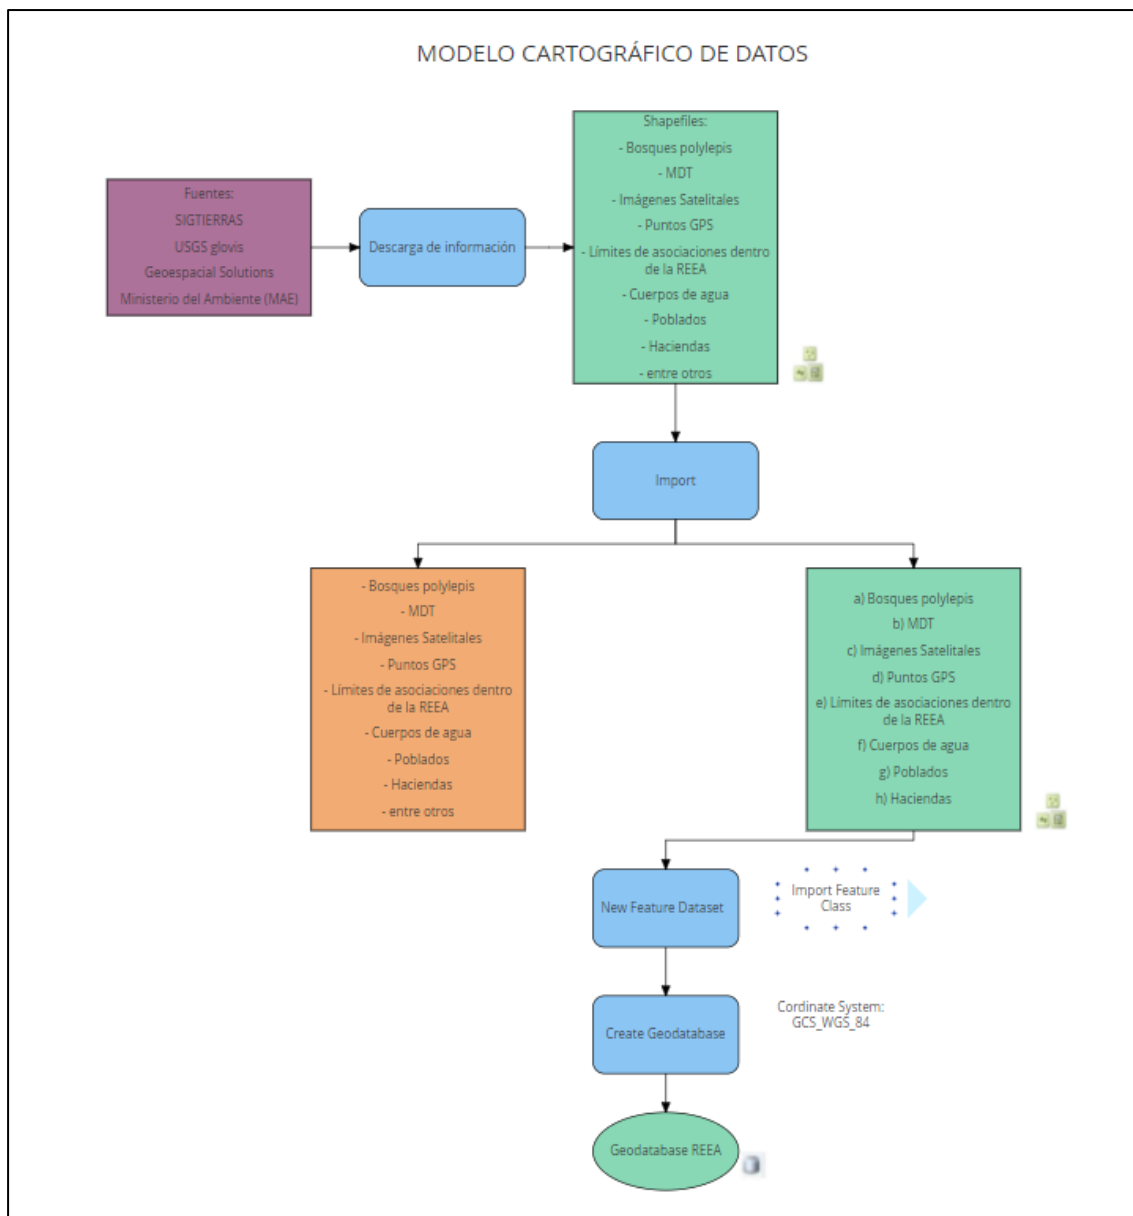 MODELO CARTOGRÁFICO DE DATOS
Fuentes:
SIGTIERRAS
USGS glovis
Geoespacial Solutions
Ministerio del Ambiente (MAE)
Descarga de información
Shapefiles:
- Bosques polylepis
- MDT
- Imágenes Satelitales
- Puntos GPS
- Límites de asociaciones dentro
de la REEA
- Cuerpos de agua
- Poblados
- Haciendas
- entre otros
Import
- Bosques polylepis
- MDT
- Imágenes Satelitales
- Puntos GPS
- Límites de asociaciones dentro
de la REEA
- Cuerpos de agua
- Poblados
- Haciendas
- entre otros
a) Bosques polylepis
b) MDT
c) Imágenes Satelitales
d) Puntos GPS
e) Límites de asociaciones dentro
de la REEA
f) Cuerpos de agua
g) Poblados
h) Haciendas
New Feature Dataset
Import Feature
Class
Create Geodatabase
Cordinate System:
GCS_WGS_84
Geodatabase REEA